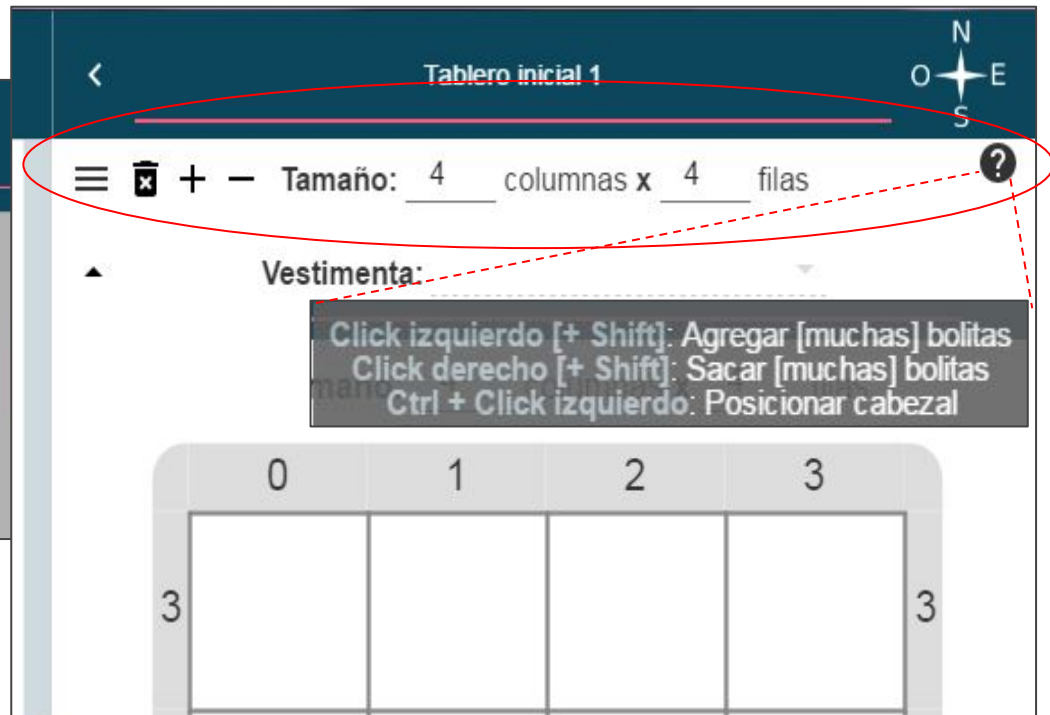 N
Tablero inicial 1
O E
S
Tamaño: 4 columnas x 4 filas
?
Vestimenta:
Click izquierdo [+ Shift]: Agregar [muchas] bolitas
Click derecho [+ Shift]: Sacar [muchas] bolitas
Ctrl + Click izquierdo: Posicionar cabezal
0 1 2 3
3 3